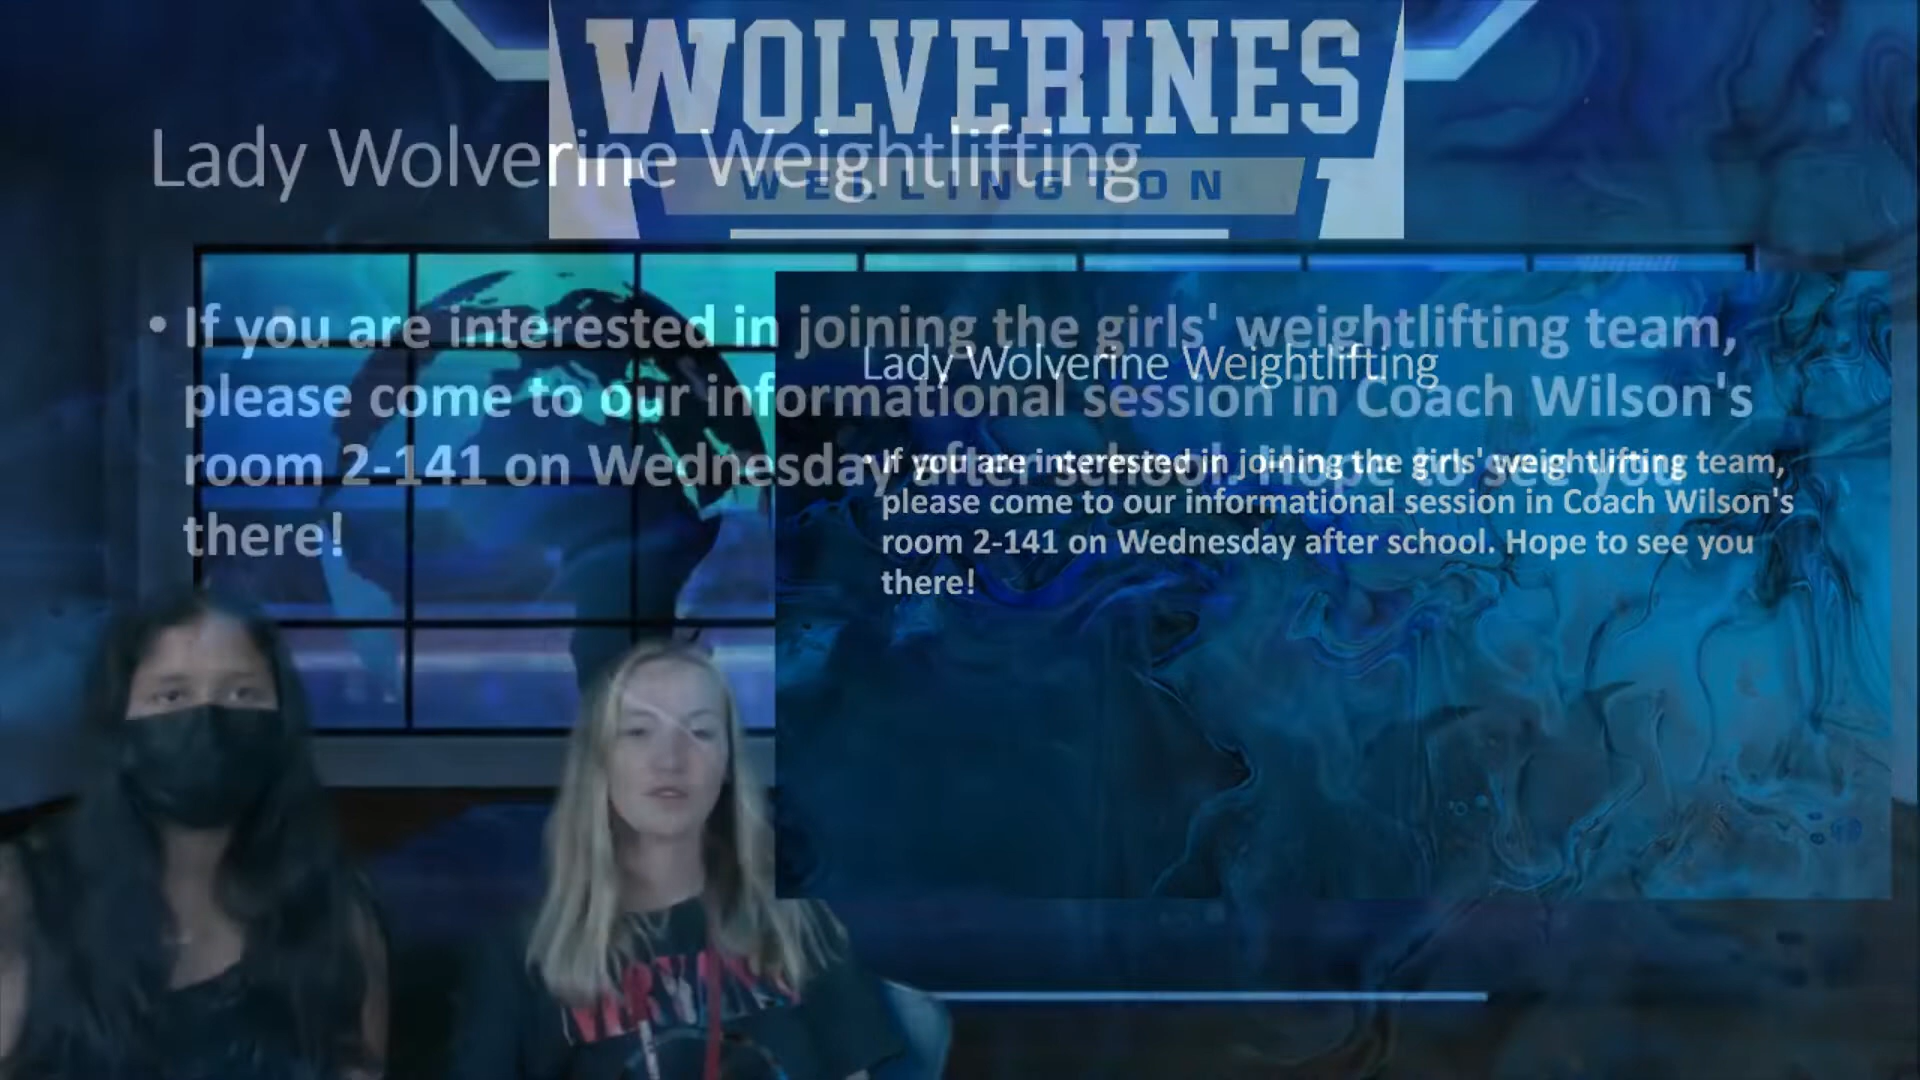 WOLVERINES
WELLINGTON
Lady Wolverine Weightlifting
• If you are interested in joining the girls' weightlifting team,
please come to our informational session in Coach Wilson's
room 2-141 on Wednesday after school. Hope to see you
there!
Lady Wolverine Weightlifting
• If you are interested in joining the girls' weightlifting team,
please come to our informational session in Coach Wilson's
room 2-141 on Wednesday after school. Hope to see you
there!